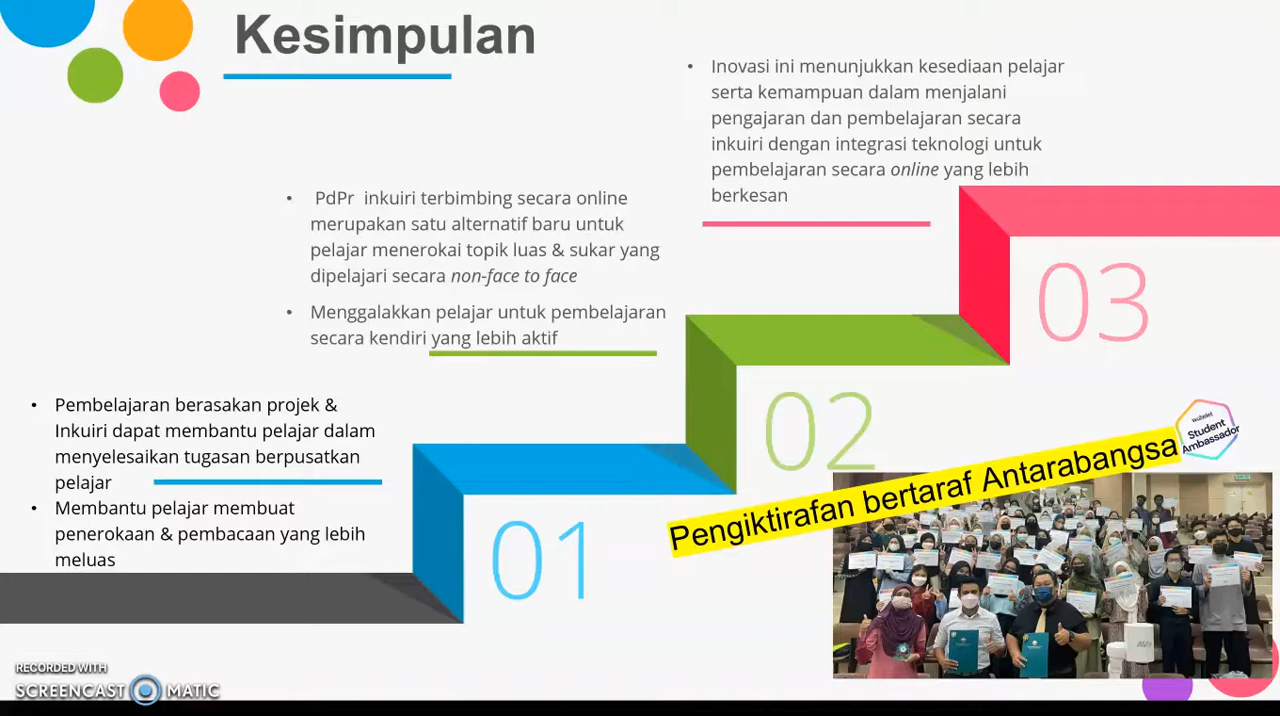 Kesimpulan
• Inovasi ini menunjukkan kesediaan pelajar
serta kemampuan dalam menjalani
pengajaran dan pembelajaran secara
inkuiri dengan integrasi teknologi untuk
pembelajaran secara online yang lebih
berkesan
• PdPr inkuiri terbimbing secara online
merupakan satu alternatif baru untuk
pelajar menerokai topik luas & sukar yang
dipelajari secara non-face to face
• Menggalakkan pelajar untuk pembelajaran
secara kendiri yang lebih aktif
• Pembelajaran berasakan projek &
Inkuiri dapat membantu pelajar dalam
menyelesaikan tugasan berpusatkan
pelajar
• Membantu pelajar membuat
penerokaan & pembacaan yang lebih
meluas
01
02
03
Student
Ambassador
Pengiktirafan bertaraf Antarabangsa
RECORDED WITH
SCREENCAST MATIC